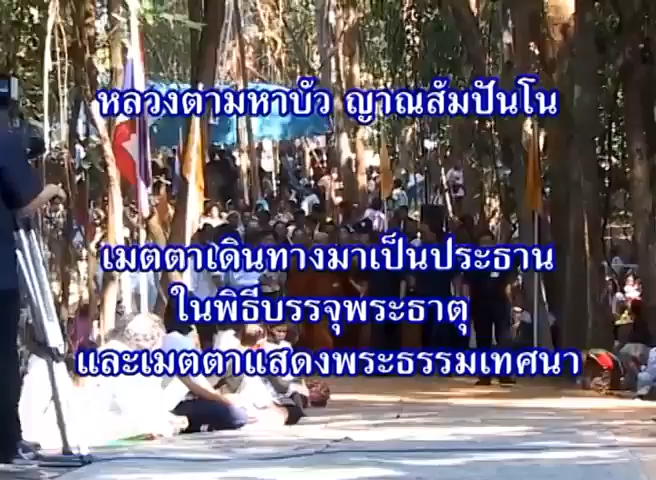 หลวงตามหาบัว ญาณสัมปันโน
เมตตาเดินทางมาเป็นประธาน
ในพิธีบรรจุพระธาตุ
และเมตตาแสดงพระธรรมเทศนา